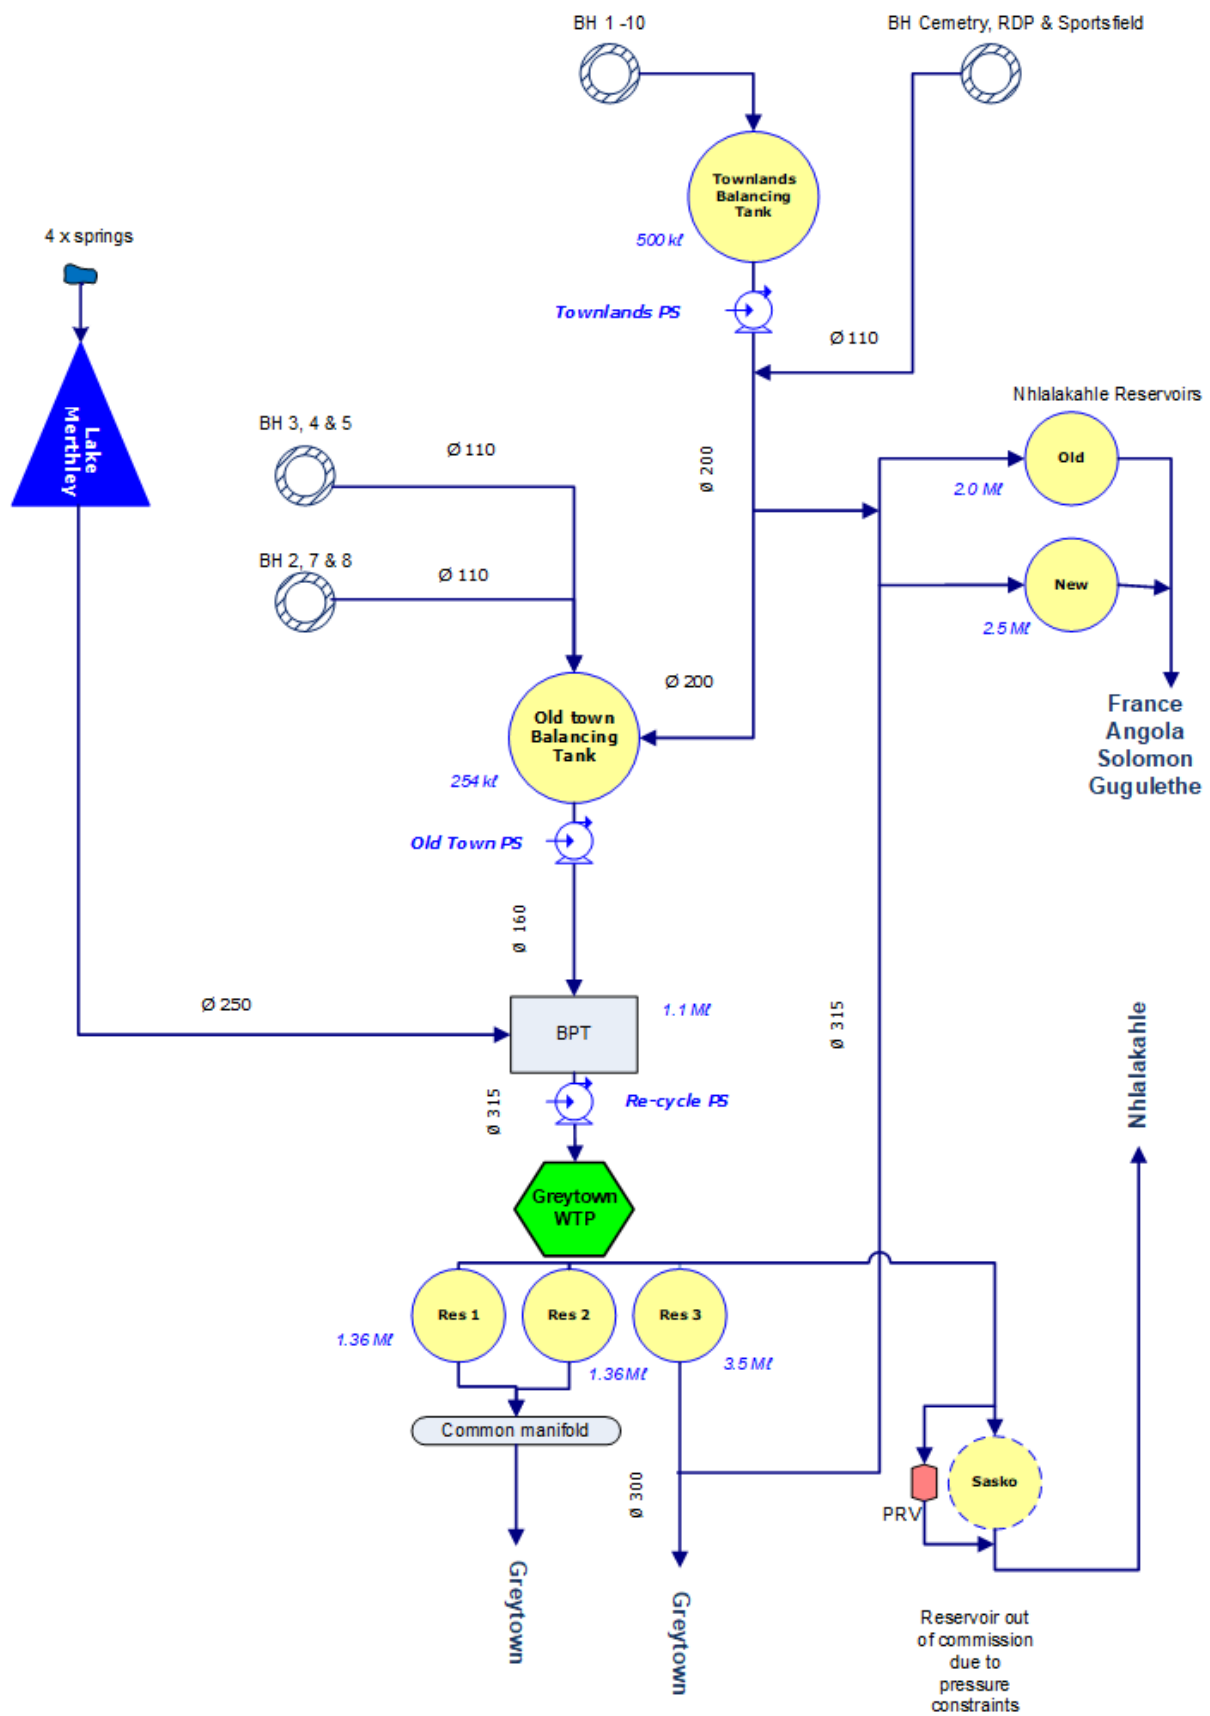 BH 1 -10
BH Cemetry, RDP & Sportsfield
Townlands
Balancing
Tank
500 kℓ
4 x springs
Townlands PS
Ø 110
Lake
Merthley
Nhlalakahle Reservoirs
BH 3, 4 & 5
Ø 110
Ø 200
Old
2.0 Mℓ
BH 2, 7 & 8
Ø 110
New
2.5 Mℓ
Ø 200
Old town
Balancing
Tank
254 kℓ
France
Angola
Solomon
Gugulethe
Old Town PS
Ø 160
Ø 250
BPT
1.1 Mℓ
Ø 315
Nhlalakahle
Ø 315
Re-cycle PS
Greytown
WTP
Res 1
Res 2
Res 3
1.36 Mℓ
1.36 Mℓ
3.5 Mℓ
Common manifold
Ø 300
Sasko
PRV
Greytown
Greytown
Reservoir out
of commission
due to
pressure
constraints